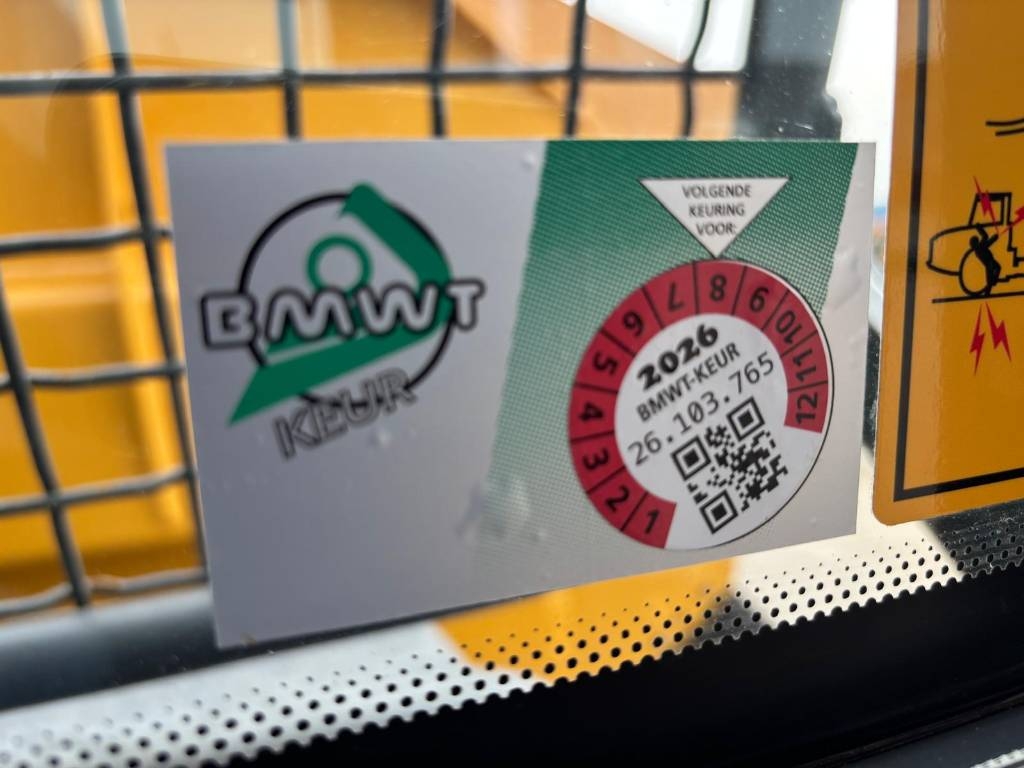 BMWT
KEUR
VOLGENDE
KEURING
VOOR:
1 2 3 4 5 6 7 8 9 10 11 12
2026
BMWT-KEUR
26.103.765